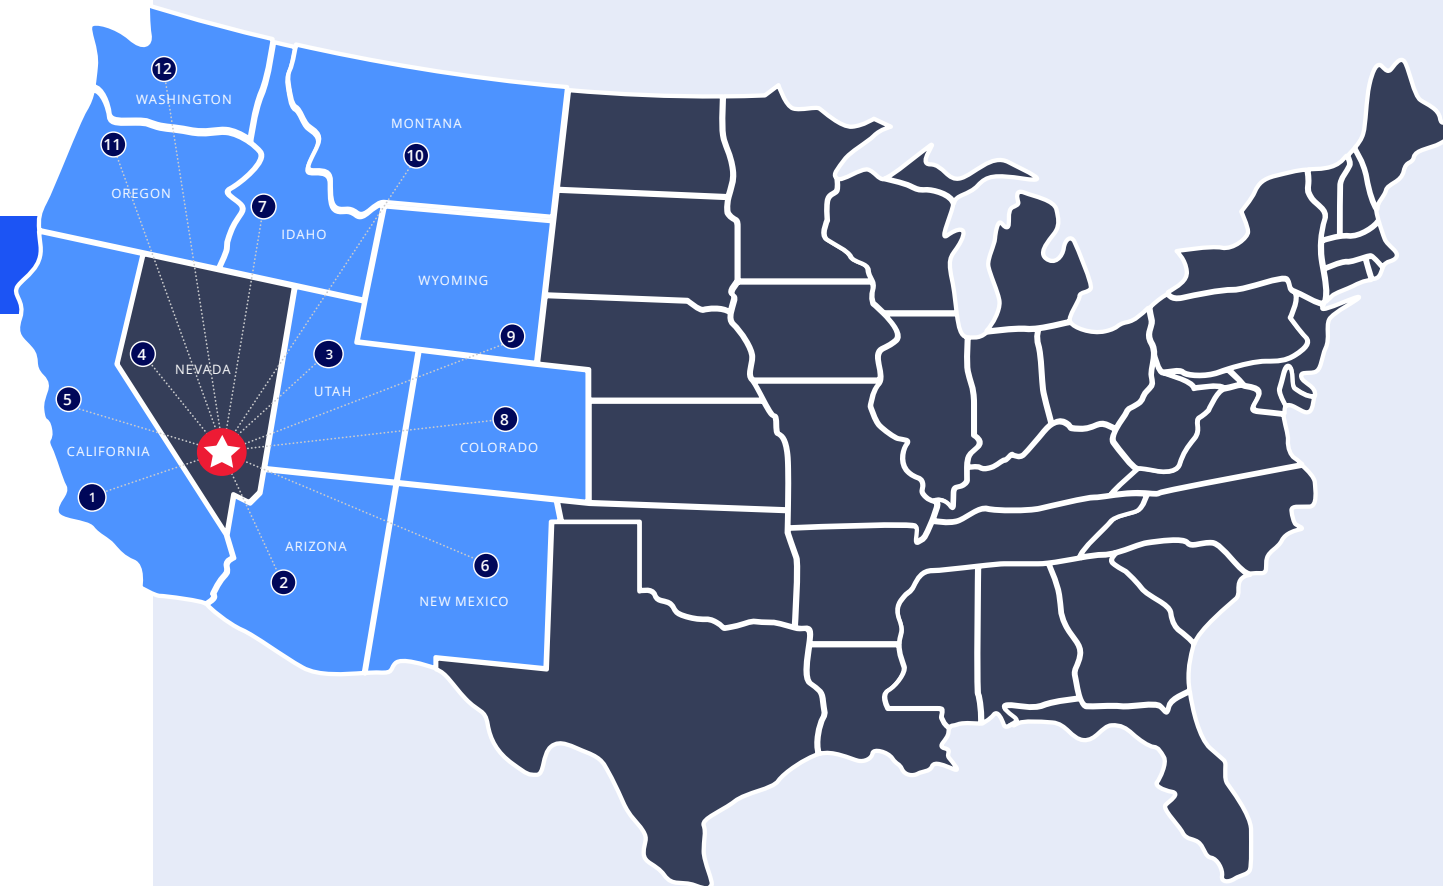 12
WASHINGTON
MONTANA
11
10
OREGON
7
IDAHO
WYOMING
9
4
3
NEVADA
UTAH
5
8
COLORADO
CALIFORNIA
1
ARIZONA
6
2
NEW MEXICO